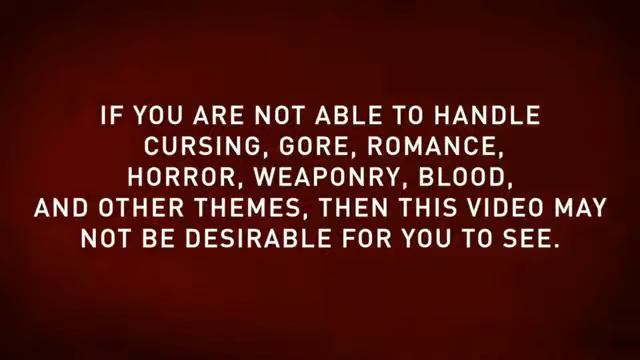 IF YOU ARE NOT ABLE TO HANDLE
CURSING, GORE, ROMANCE,
HORROR, WEAPONRY, BLOOD,
AND OTHER THEMES, THEN THIS VIDEO MAY
NOT BE DESIRABLE FOR YOU TO SEE.